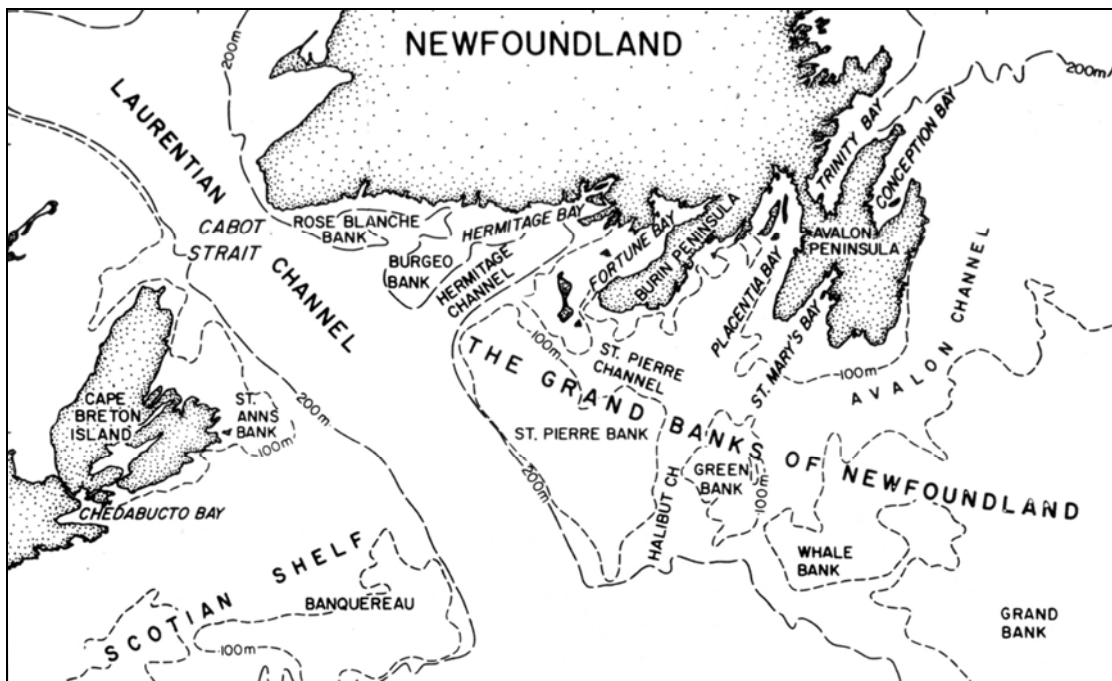 NEWFOUNDLAND
200m
200m
LAURENTIAN
CHANNEL
CABOT
STRAIT
ROSE BLANCHE
BANK
BURGEO
BANK
HERMITAGE BAY
HERMITAGE
CHANNEL
FORTUNE BAY
BURIN PENINSULA
PLACENTIA BAY
TRINITY BAY
CONCEPTION BAY
AVALON
PENINSULA
ST. MARY'S BAY
AVALON CHANNEL
100m
100m
ST. PIERRE
CHANNEL
THE GRAND BANKS OF NEWFOUNDLAND
ST. PIERRE BANK
200m
HALIBUT CH
GREEN
BANK
100m
WHALE
BANK
GRAND
BANK
CAPE
BRETON
ISLAND
ST.
ANNS
BANK
100m
200m
CHEDABUCTO BAY
SCOTIAN SHELF
BANQUEREAU
100m